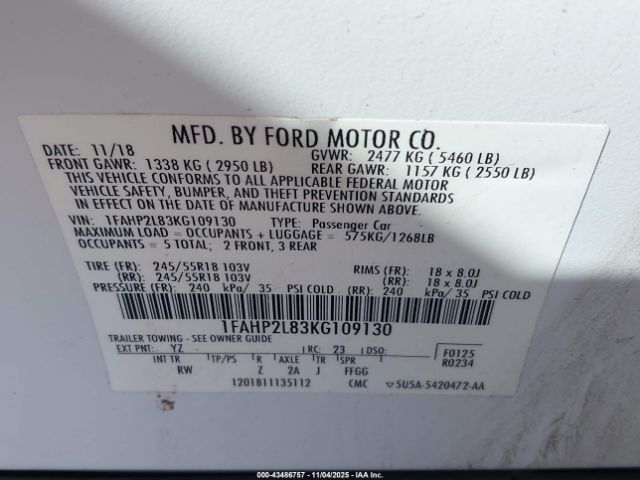 MFD. BY FORD MOTOR CO.
DATE: 11/18 GVWR: 2477 KG ( 5460 LB)
FRONT GAWR: 1338 KG ( 2950 LB) REAR GAWR: 1157 KG ( 2550 LB)
THIS VEHICLE CONFORMS TO ALL APPLICABLE FEDERAL MOTOR
VEHICLE SAFETY, BUMPER, AND THEFT PREVENTION STANDARDS
IN EFFECT ON THE DATE OF MANUFACTURE SHOWN ABOVE.
VIN: 1FAHP2L83KG109130 TYPE: Passenger Car
MAXIMUM LOAD = OCCUPANTS + LUGGAGE = 575KG/1268LB
OCCUPANTS = 5 TOTAL; 2 FRONT, 3 REAR
TIRE (FR): 245/55R18 103V RIMS (FR): 18 x 8.0J
(RR): 245/55R18 103V (RR): 18 x 8.0J
PRESSURE (FR): 240 kPa/ 35 PSI COLD (RR): 240 kPa/ 35 PSI COLD
1FAHP2L83KG109130
TRAILER TOWING - SEE OWNER GUIDE
EXT PNT: YZ RC: 23 DSO: F0125
INT TR TP/PS R AXLE TR SPR R0234
RW Z 2A J FFGG
1201811135112 CMC 5U5A-5420472-AA
© 43486757 - 11/04/2025 - IAA Inc.